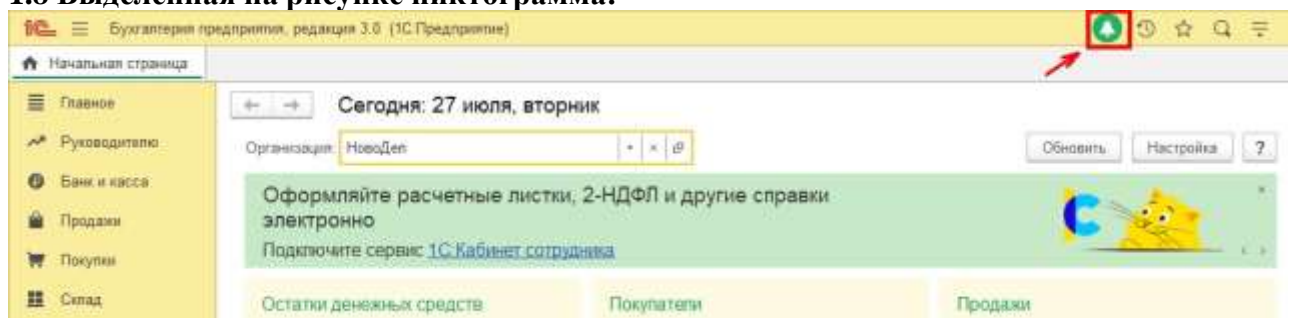 1.8 Выделенная на рисунке пиктограмма:
1С Бухгалтерия предприятия, редакция 3.0 (1С:Предприятие)
Начальная страница
Главное
Сегодня: 27 июля, вторник
Руководителю
Организация: НовоДел
Обновить Настройка ?
Банк и касса
Оформляйте расчетные листки, 2-НДФЛ и другие справки
электронно
Продажи
Подключите сервис 1С:Кабинет сотрудника
Покупки
Склад
Остатки денежных средств Покупатели Продажи